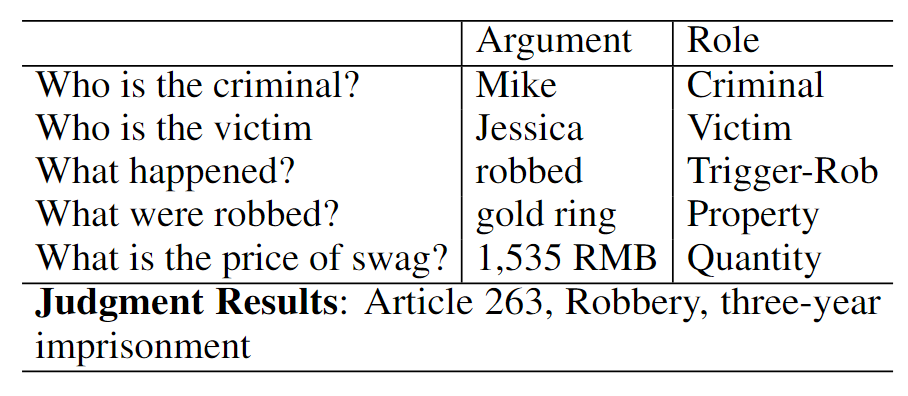 Argument Role
Who is the criminal? Mike Criminal
Who is the victim Jessica Victim
What happened? robbed Trigger-Rob
What were robbed? gold ring Property
What is the price of swag? 1,535 RMB Quantity
Judgment Results: Article 263, Robbery, three-year
imprisonment